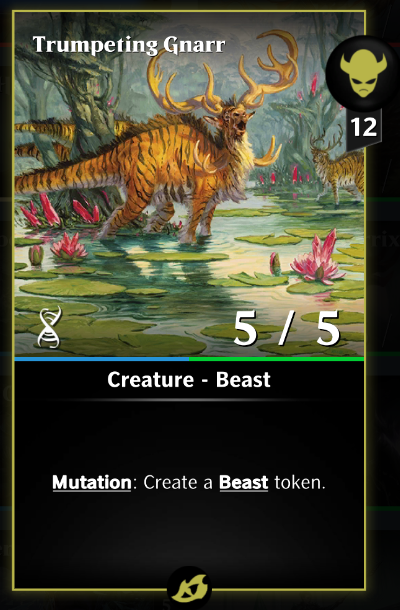 Trumpeting Gnarr
12
5 / 5
Creature - Beast
Mutation: Create a Beast token.